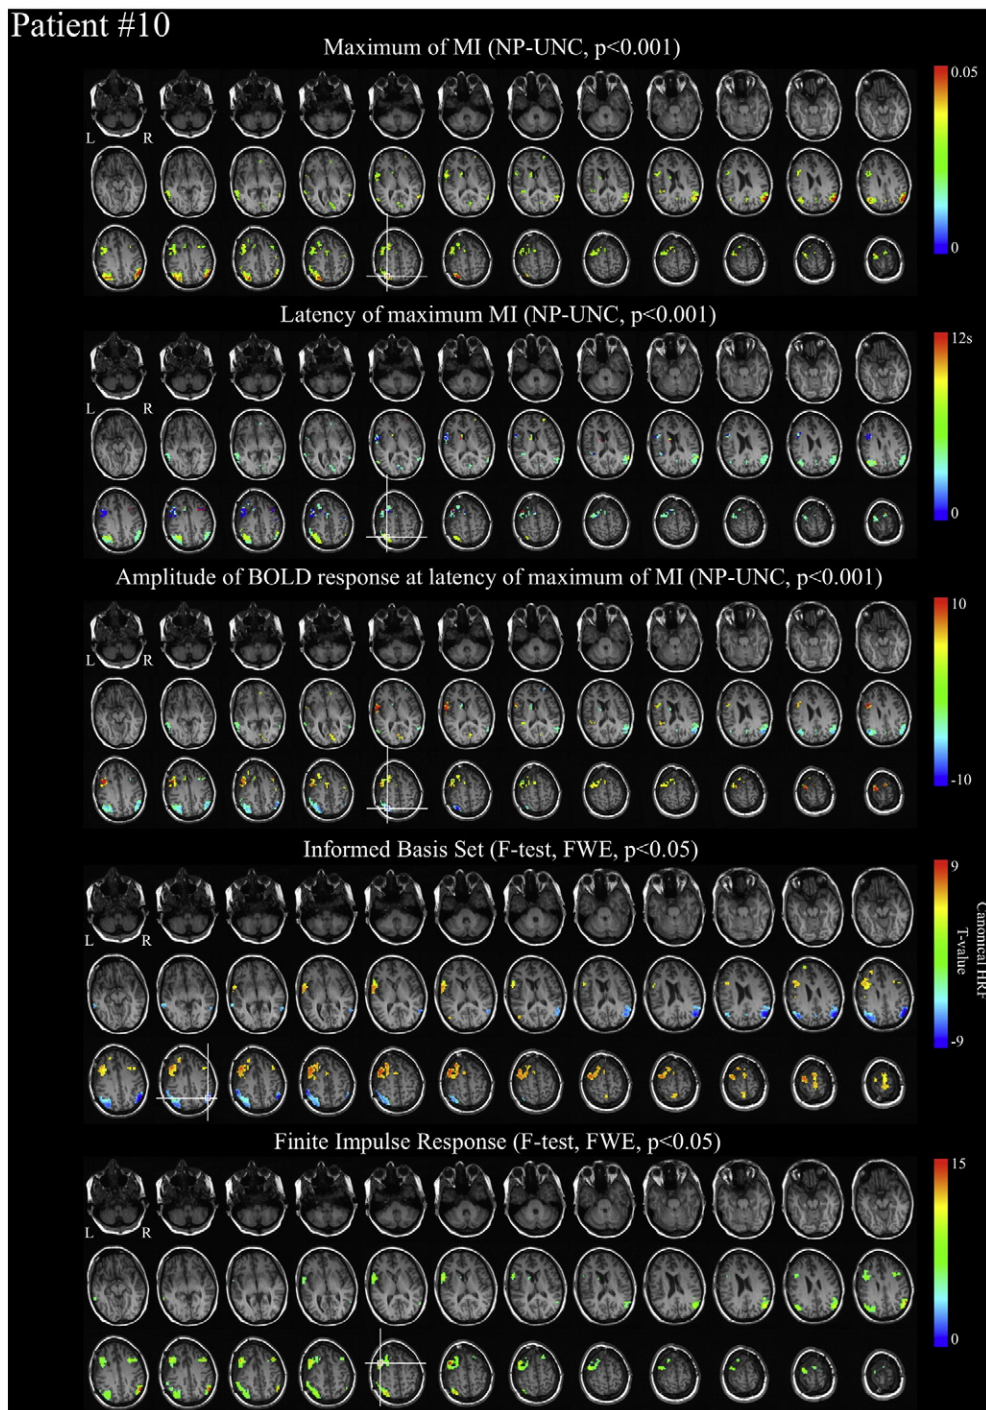 Patient #10
Maximum of MI (NP-UNC, p<0.001)
0.05
L R
0
Latency of maximum MI (NP-UNC, p<0.001)
12s
L R
0
Amplitude of BOLD response at latency of maximum of MI (NP-UNC, p<0.001)
10
L R
-10
Informed Basis Set (F-test, FWE, p<0.05)
9
L R
Canonical HRF
T-value
-9
Finite Impulse Response (F-test, FWE, p<0.05)
15
L R
0